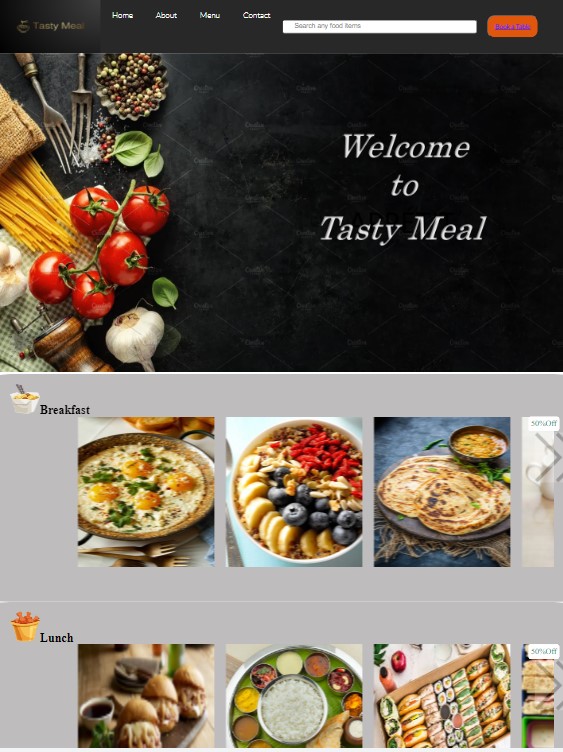 Tasty Meal
Home
About
Menu
Contact
Search any food items
Book a Table
Welcome
to
Tasty Meal
Breakfast
50%Off
Lunch
50%Off